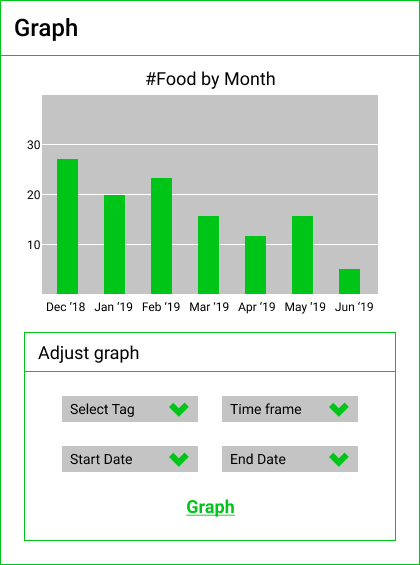 Graph
#Food by Month
30
20
10
Dec ‘18 Jan ‘19 Feb ‘19 Mar ‘19 Apr ‘19 May ‘19 Jun ‘19
Adjust graph
Select Tag Time frame
Start Date End Date
Graph